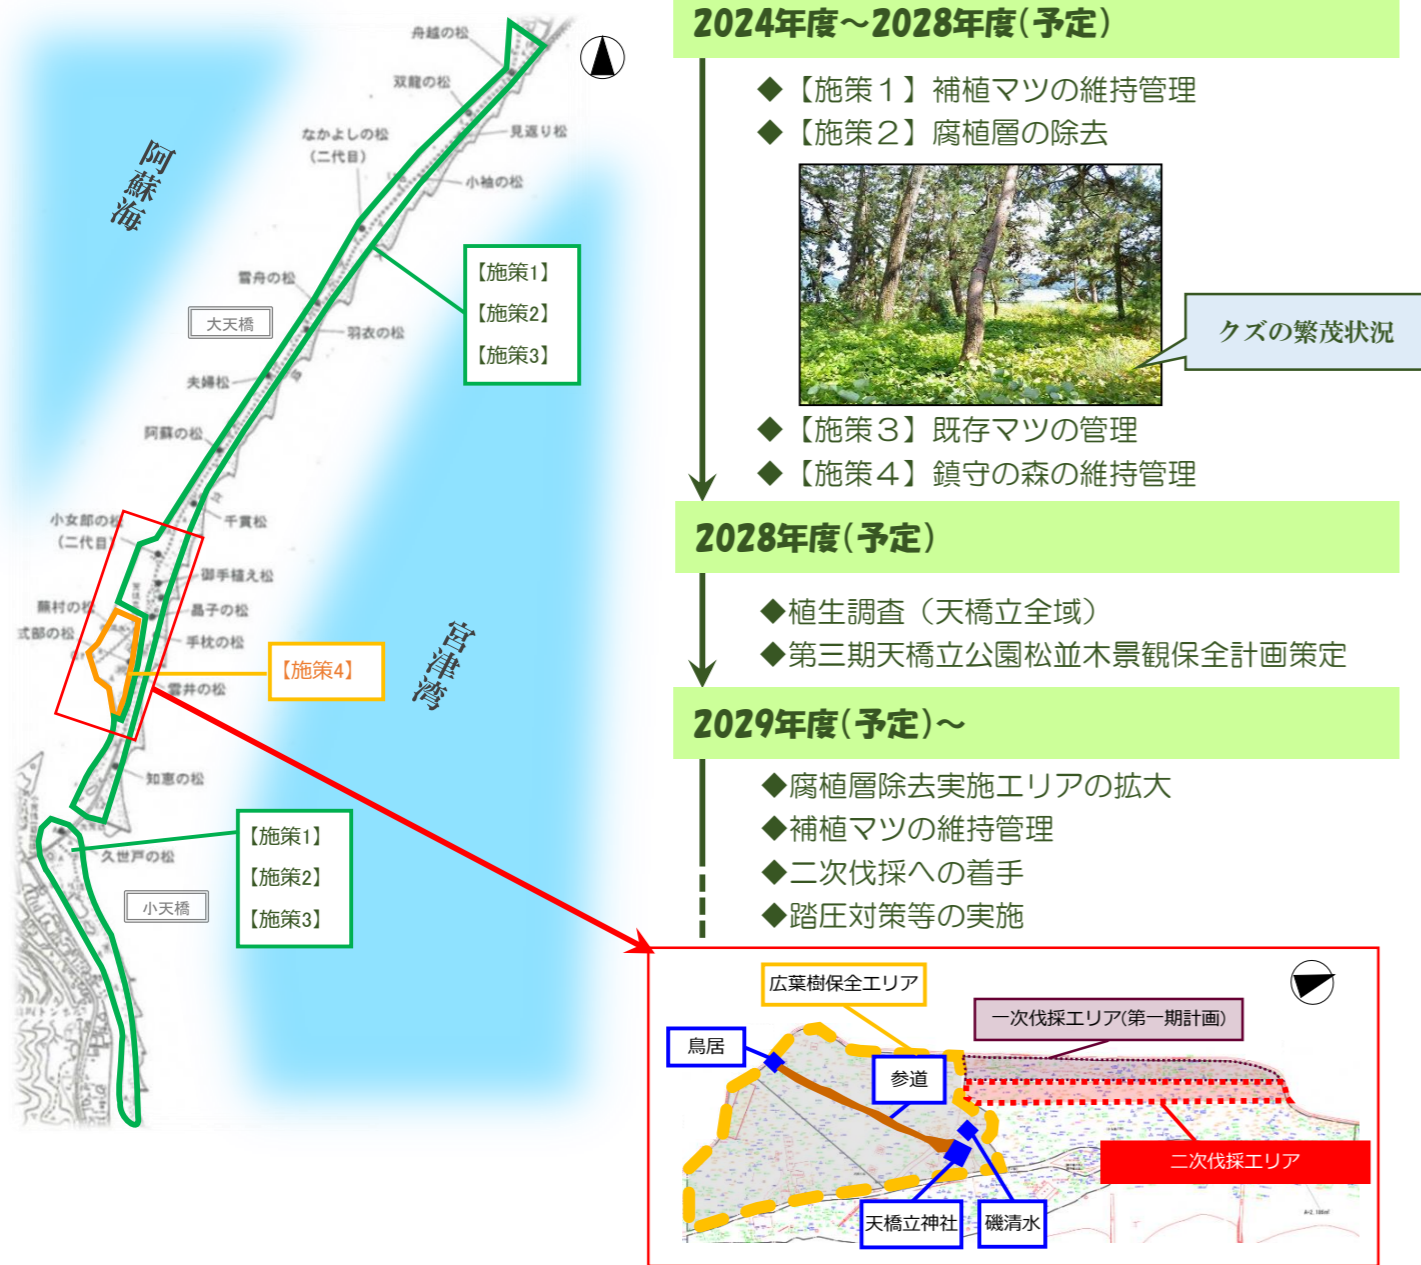 舟越の松
双龍の松
なかよしの松
(二代目)
見返り松
小袖の松
阿蘇海
【施策1】
【施策2】
【施策3】
雪舟の松
大天橋
羽衣の松
夫婦松
阿蘇の松
千貫松
小女郎の松
(二代目)
御手植え松
蕪村の松
晶子の松
式部の松
手枕の松
【施策4】
雲井の松
宮津湾
知恵の松
久世戸の松
【施策1】
【施策2】
【施策3】
小天橋
2024年度～2028年度(予定)
◆【施策１】補植マツの維持管理
◆【施策２】腐植層の除去
クズの繁茂状況
◆【施策３】既存マツの管理
◆【施策４】鎮守の森の維持管理
2028年度(予定)
◆植生調査（天橋立全域）
◆第三期天橋立公園松並木景観保全計画策定
2029年度(予定)～
◆腐植層除去実施エリアの拡大
◆補植マツの維持管理
◆二次伐採への着手
◆踏圧対策等の実施
広葉樹保全エリア
一次伐採エリア(第一期計画)
鳥居
参道
二次伐採エリア
天橋立神社
磯清水